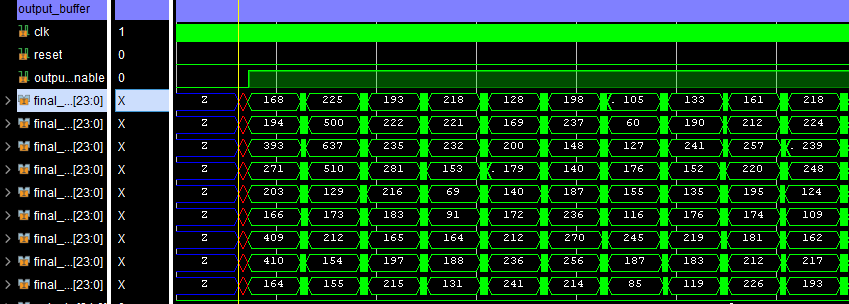 output_buffer
clk 1
reset 0
outpu...nable 0
final_...[23:0] X Z 168 225 193 218 128 198 .105 133 161 218
final_...[23:0] X Z 194 500 222 221 169 237 60 190 212 224
final_...[23:0] X Z 393 637 235 232 200 148 127 241 257 .239
final_...[23:0] X Z 271 510 281 153 .179 140 176 152 220 248
final_...[23:0] X Z 203 129 216 69 140 187 155 135 195 124
final_...[23:0] X Z 166 173 183 91 172 236 116 176 174 109
final_...[23:0] X Z 409 212 165 164 212 270 245 219 181 162
final_...[23:0] X Z 410 154 197 188 236 256 187 183 212 217
final_...[23:0] X Z 164 155 215 131 241 214 85 119 226 193